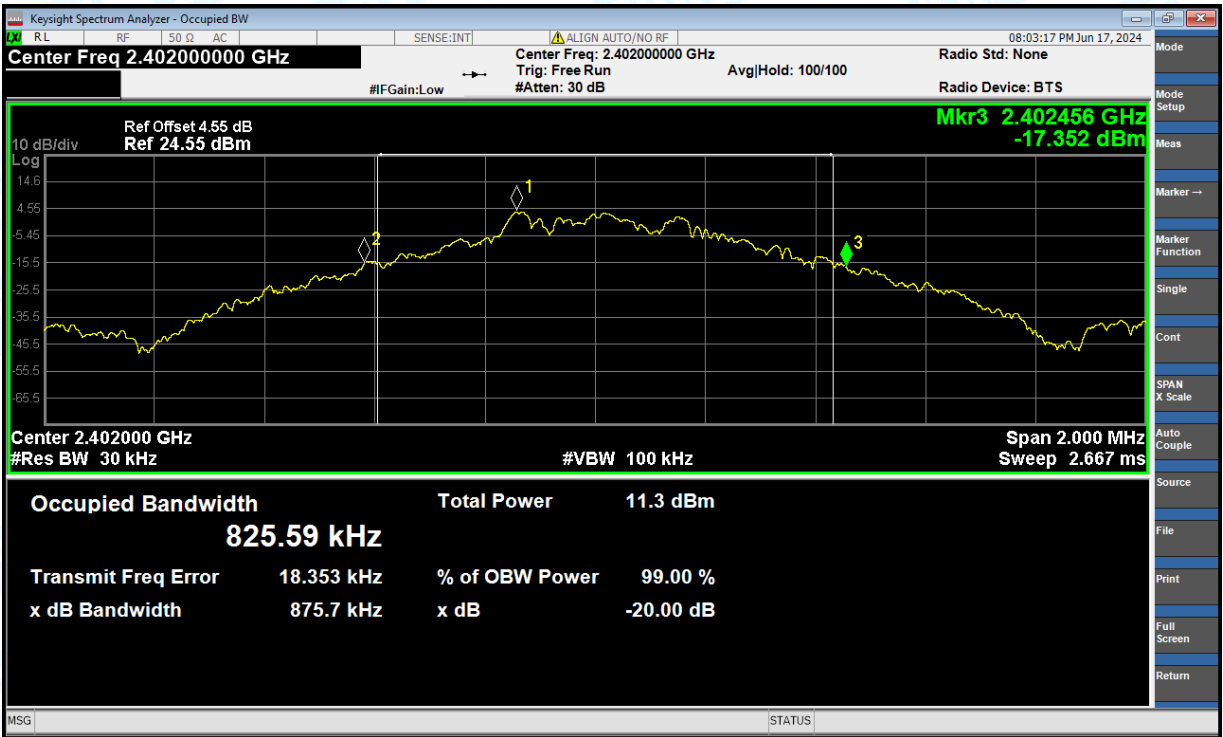 Keysight Spectrum Analyzer - Occupied BW
LXI RL RF 50 Ω AC SENSE:INT ALIGN AUTO/NO RF 08:03:17 PM Jun 17, 2024
Center Freq 2.402000000 GHz
Center Freq: 2.402000000 GHz
Radio Std: None
Trig: Free Run
Avg|Hold: 100/100
#IFGain:Low
#Atten: 30 dB
Radio Device: BTS
Mkr3 2.402456 GHz
-17.352 dBm
Ref Offset 4.55 dB
10 dB/div
Ref 24.55 dBm
Log
14.6
4.55
-5.45
-15.5
-25.5
-35.5
-45.5
-55.5
-65.5
1
2
3
Center 2.402000 GHz
Span 2.000 MHz
#Res BW 30 kHz
#VBW 100 kHz
Sweep 2.667 ms
Occupied Bandwidth
825.59 kHz
Total Power 11.3 dBm
Transmit Freq Error 18.353 kHz
% of OBW Power 99.00 %
x dB Bandwidth 875.7 kHz
x dB -20.00 dB
Mode
Mode
Setup
Meas
Marker→
Marker
Function
Single
Cont
SPAN
X Scale
Auto
Couple
Source
File
Print
Full
Screen
Return
MSG
STATUS